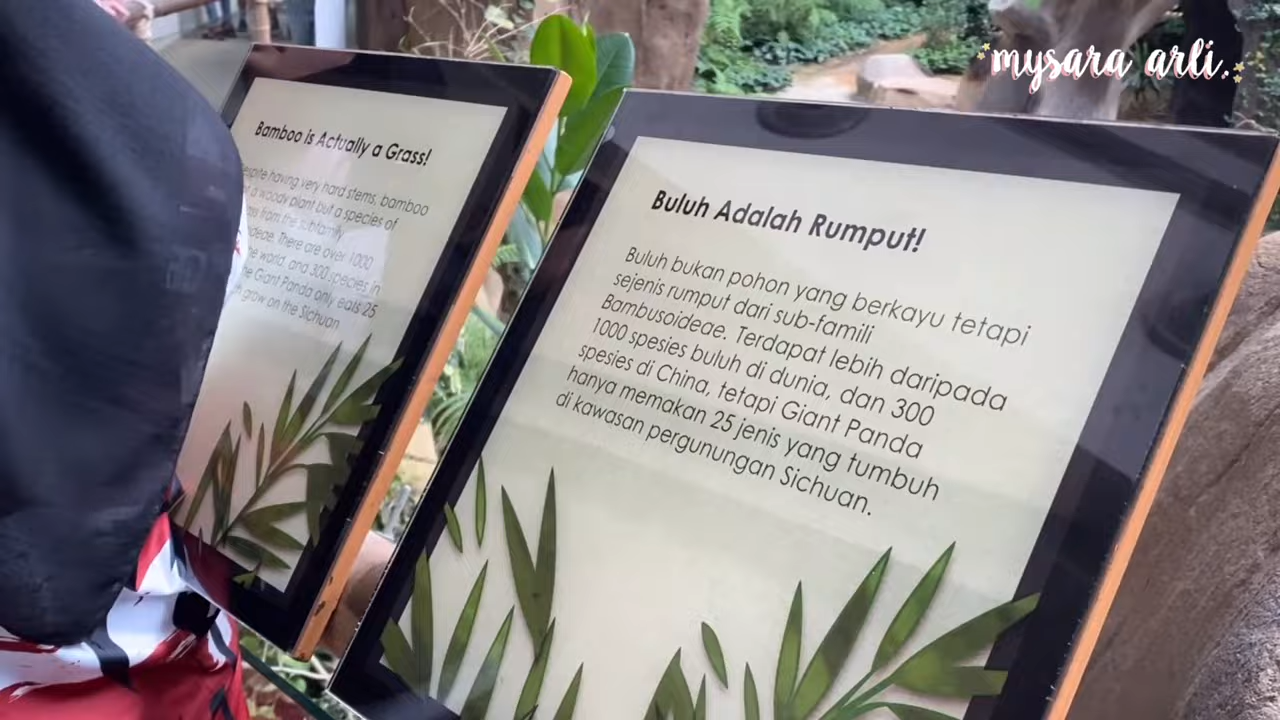 mysara arli.
Bamboo is Actually a Grass!
espite having very hard stems, bamboo
a woody plant but a species of
from the subfamily
ideae. There are over 1000
he world, and 300 species in
he Giant Panda only eats 25
h grow on the Sichuan
Buluh Adalah Rumput!
Buluh bukan pohon yang berkayu tetapi
sejenis rumput dari sub-famili
Bambusoideae. Terdapat lebih daripada
1000 spesies buluh di dunia, dan 300
spesies di China, tetapi Giant Panda
hanya memakan 25 jenis yang tumbuh
di kawasan pergunungan Sichuan.